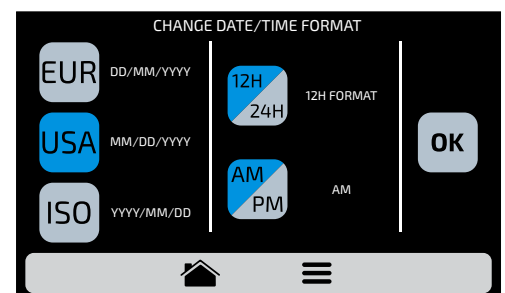 CHANGE DATE/TIME FORMAT
EUR DD/MM/YYYY
USA MM/DD/YYYY
ISO YYYY/MM/DD
12H
24H
12H FORMAT
AM
PM
AM
OK